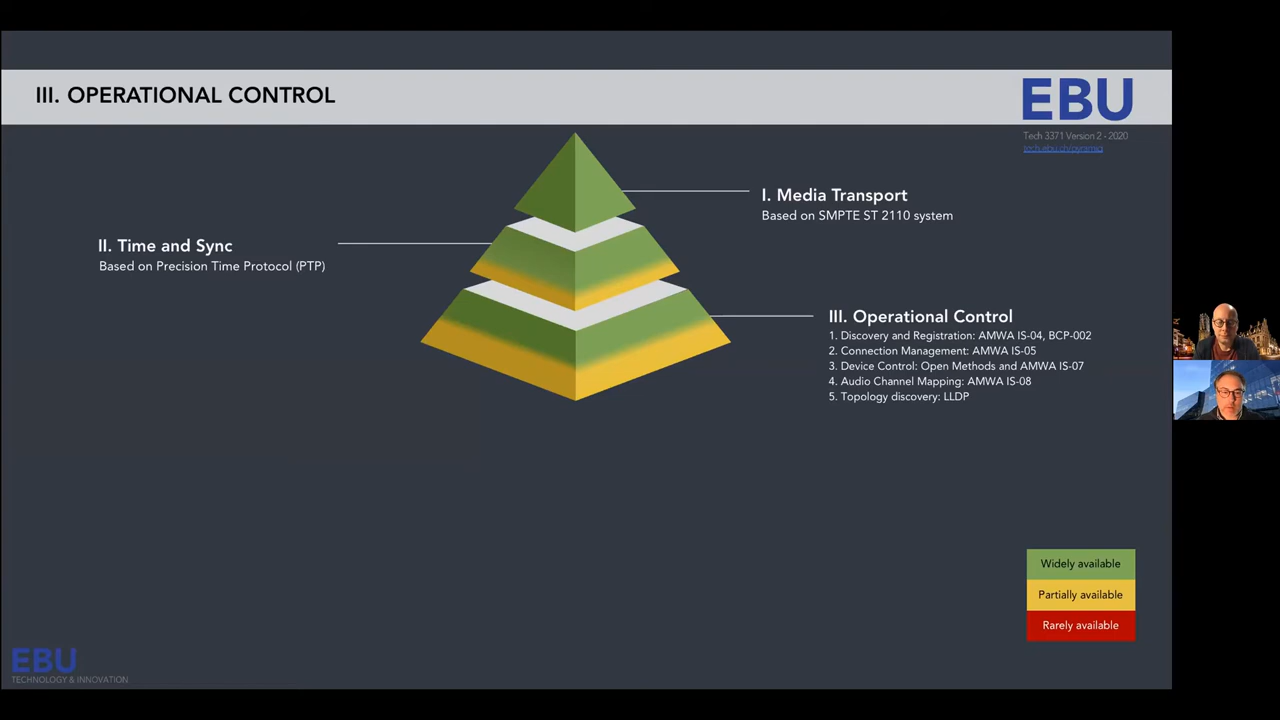 III. OPERATIONAL CONTROL
EBU
Tech 3371 Version 2 - 2020
tech.ebu.ch/pyramid
I. Media Transport
Based on SMPTE ST 2110 system
II. Time and Sync
Based on Precision Time Protocol (PTP)
III. Operational Control
1. Discovery and Registration: AMWA IS-04, BCP-002
2. Connection Management: AMWA IS-05
3. Device Control: Open Methods and AMWA IS-07
4. Audio Channel Mapping: AMWA IS-08
5. Topology discovery: LLDP
Widely available
Partially available
Rarely available
EBU
TECHNOLOGY & INNOVATION